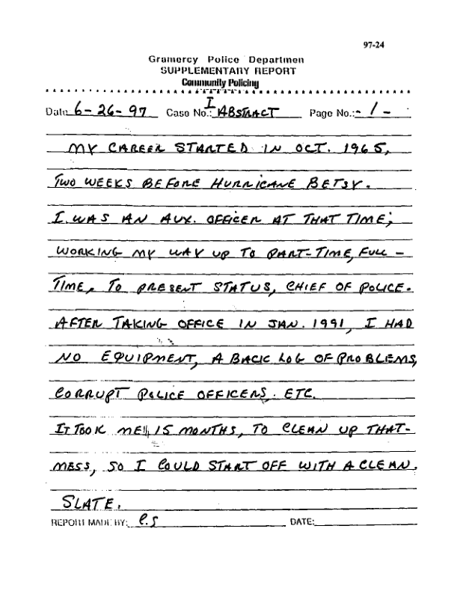 97-24
Gramercy Police Departmen
SUPPLEMENTARY REPORT
Community Policing
Date 6-26-97 Case No.: I ABSTRACT Page No.: - 1 -
MY CAREER STARTED IN OCT. 1965,
TWO WEEKS BEFORE HURRICANE BETSY.
I WAS AN AUX. OFFICER AT THAT TIME;
WORKING MY WAY UP TO PART-TIME, FULL -
TIME, TO PRESENT STATUS, CHIEF OF POLICE.
AFTER TAKING OFFICE IN JAN. 1991, I HAD
NO EQUIPMENT, A BACK LOG OF PROBLEMS,
CORRUPT POLICE OFFICERS. ETC.
IT TOOK ME 15 MONTHS, TO CLEAN UP THAT-
MESS, SO I COULD START OFF WITH A CLEAN.
SLATE.
REPORT MADE BY: P.S DATE: